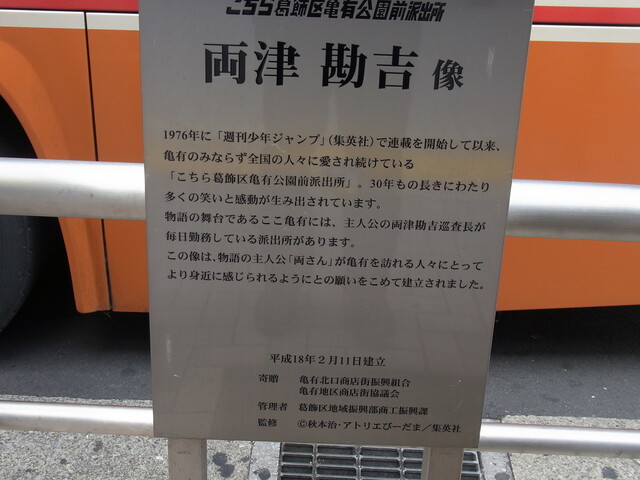 こちら葛飾区亀有公園前派出所
両津 勘吉 像
1976年に「週刊少年ジャンプ」(集英社)で連載を開始して以来、
亀有のみならず全国の人々に愛され続けている
「こちら葛飾区亀有公園前派出所」。30年もの長きにわたり
多くの笑いと感動が生み出されています。
物語の舞台であるここ亀有には、主人公の両津勘吉巡査長が
毎日勤務している派出所があります。
この像は、物語の主人公「両さん」が亀有を訪れる人々にとって
より身近に感じられるようにとの願いをこめて建立されました。
平成18年2月11日建立
寄贈 亀有北口商店街振興組合
亀有地区商店街協議会
管理者 葛飾区地域振興部商工振興課
監修 ©秋本治・アトリエびーだま/集英社